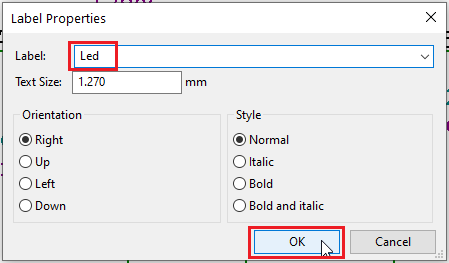 Label Properties
Label: Led
Text Size: 1.270 mm
Orientation Style
Right Normal
Up Italic
Left Bold
Down Bold and italic
OK Cancel